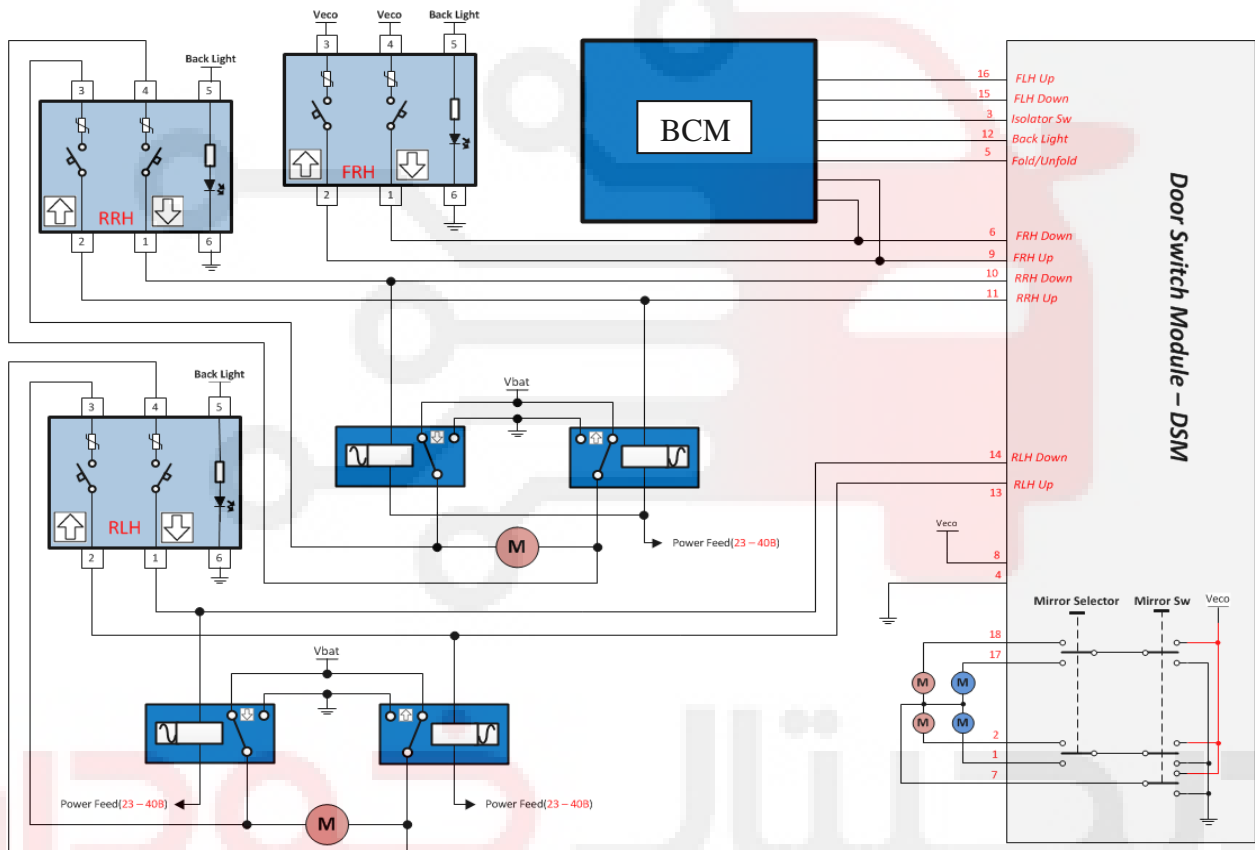 Veco Veco Back Light
3 4 5
FRH
2 1 6
Back Light
3 4 5
RRH
2 1 6
BCM
16 FLH Up
15 FLH Down
3 Isolator Sw
12 Back Light
5 Fold/Unfold
6 FRH Down
9 FRH Up
10 RRH Down
11 RRH Up
Door Switch Module – DSM
Vbat
M
Power Feed(23 – 40B)
Back Light
3 4 5
RLH
2 1 6
14 RLH Down
13 RLH Up
Veco
8
4
Mirror Selector Mirror Sw Veco
18
17
M M
M M
2
1
7
Vbat
Power Feed(23 – 40B) Power Feed(23 – 40B)
M